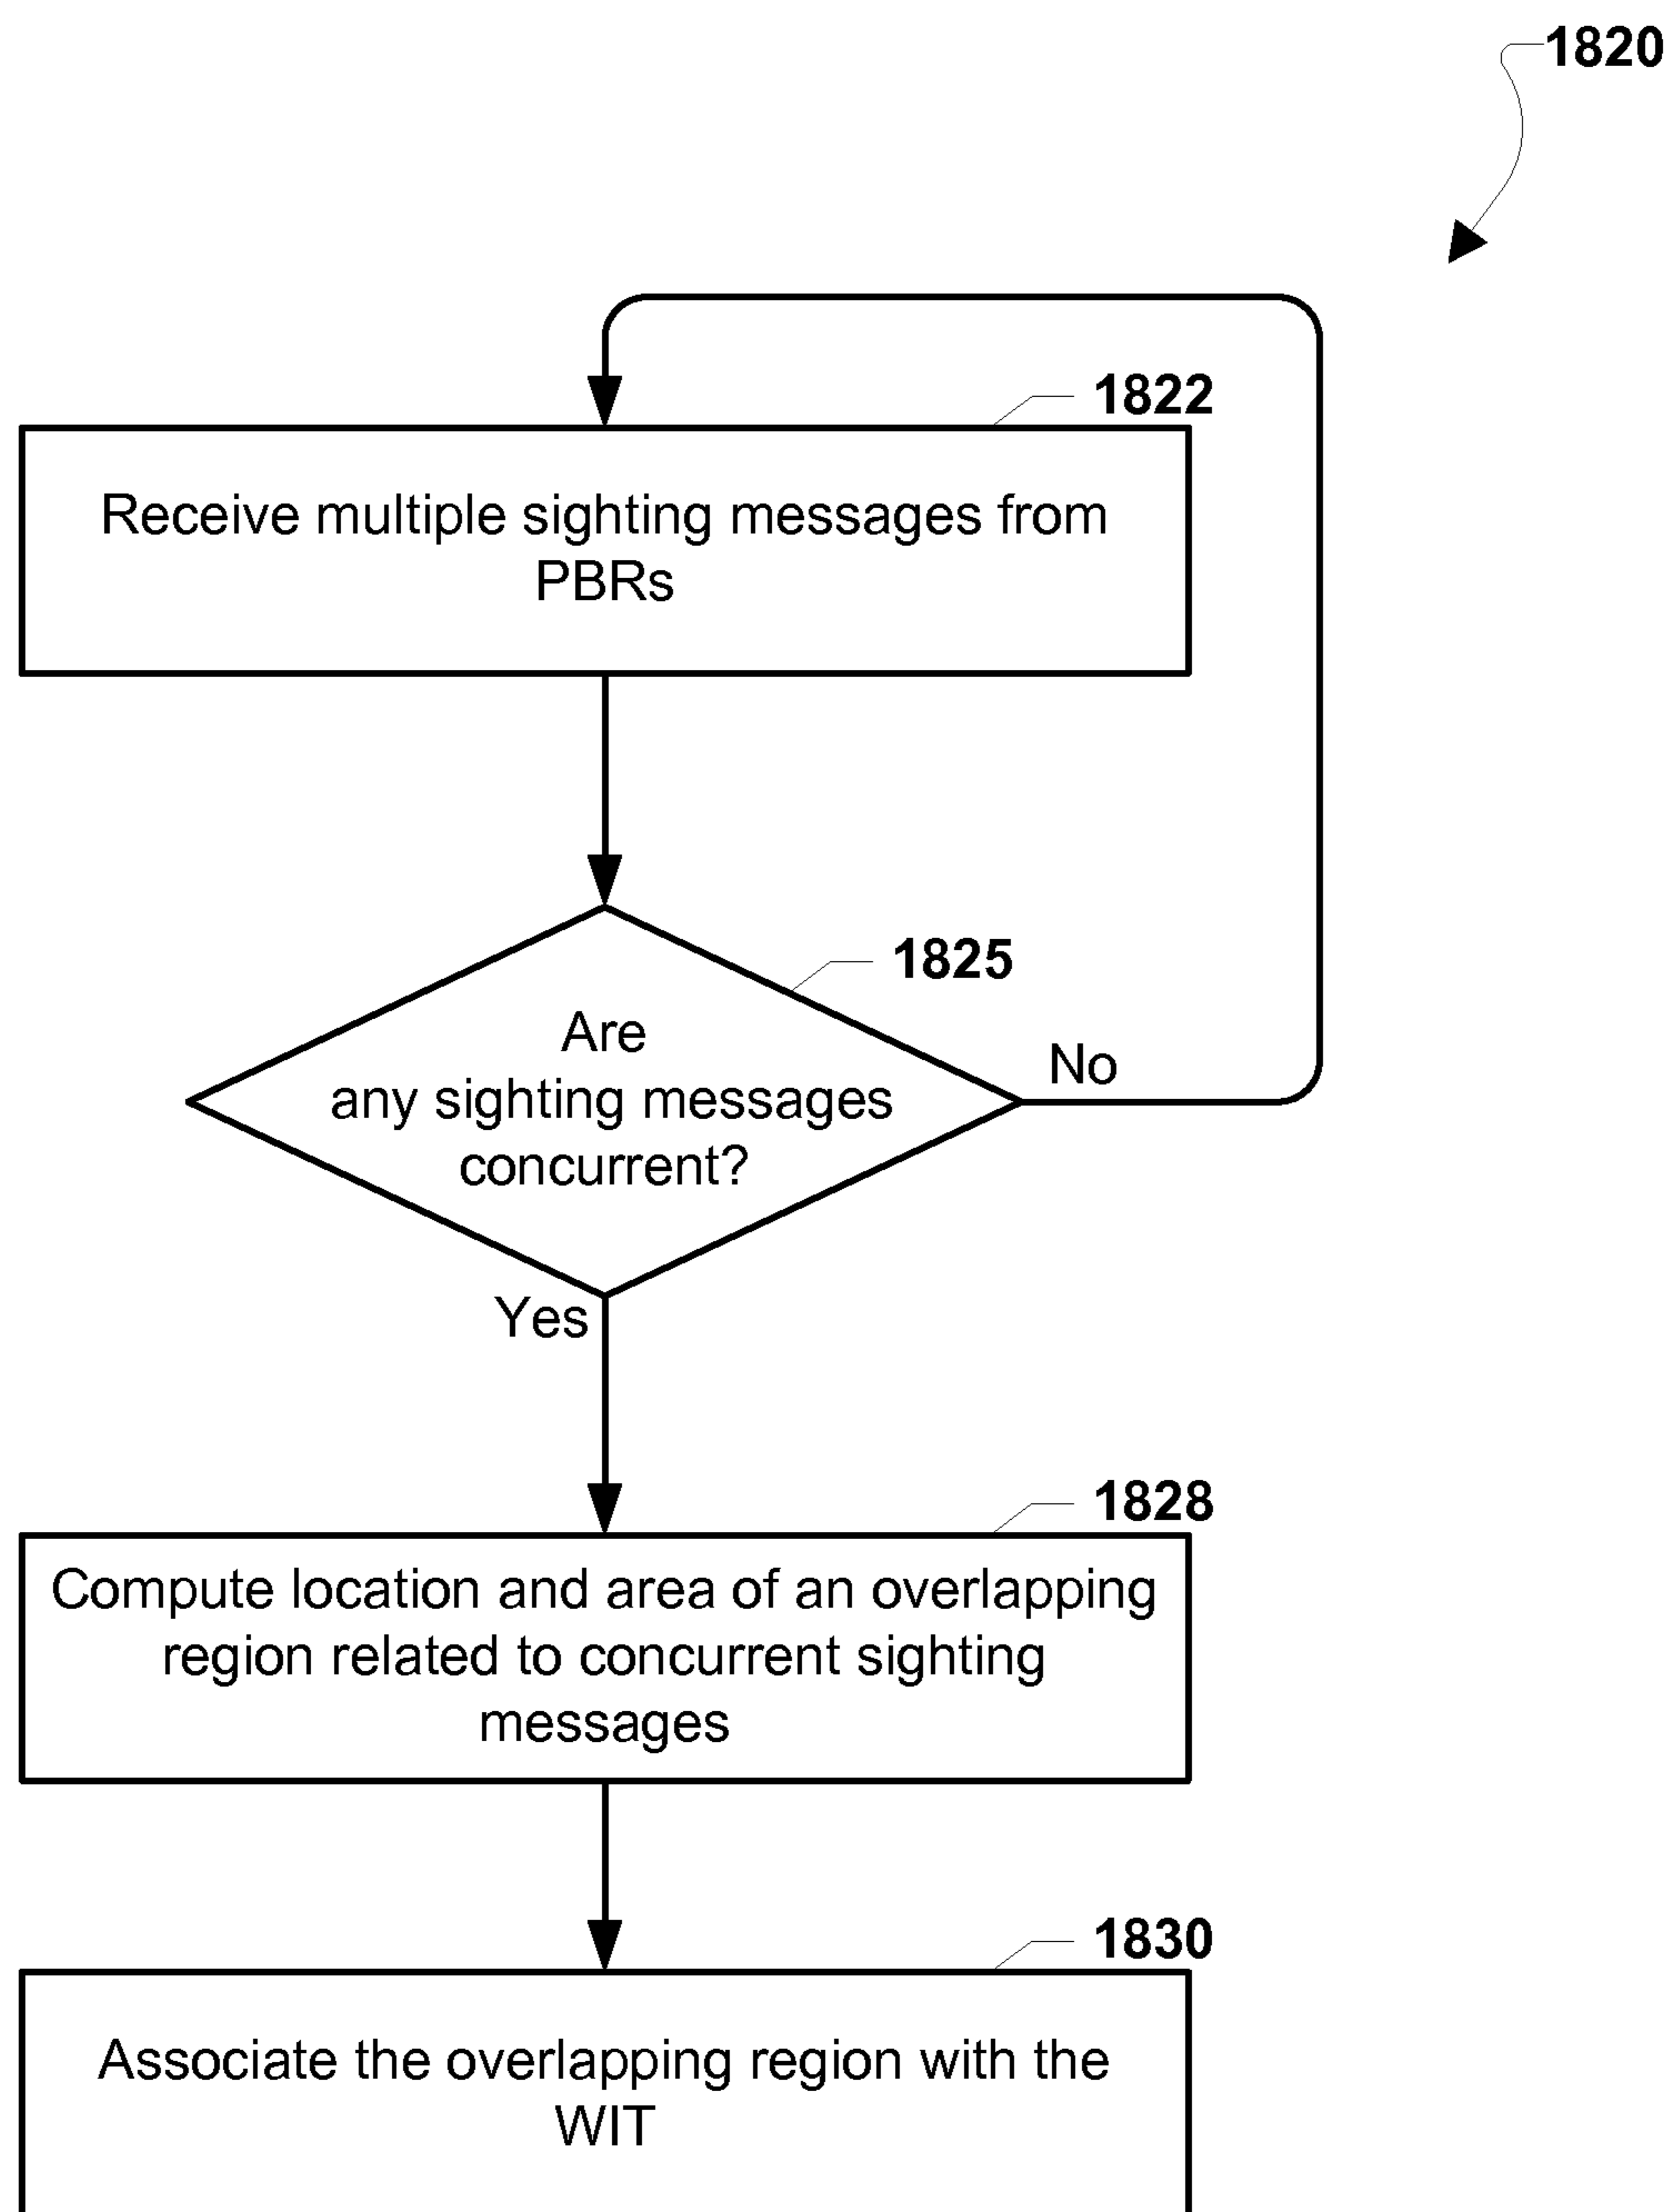 1820
1822
Receive multiple sighting messages from
PBRs
1825
Are
any sighting messages
concurrent?
No
Yes
1828
Compute location and area of an overlapping
region related to concurrent sighting
messages
1830
Associate the overlapping region with the
WIT